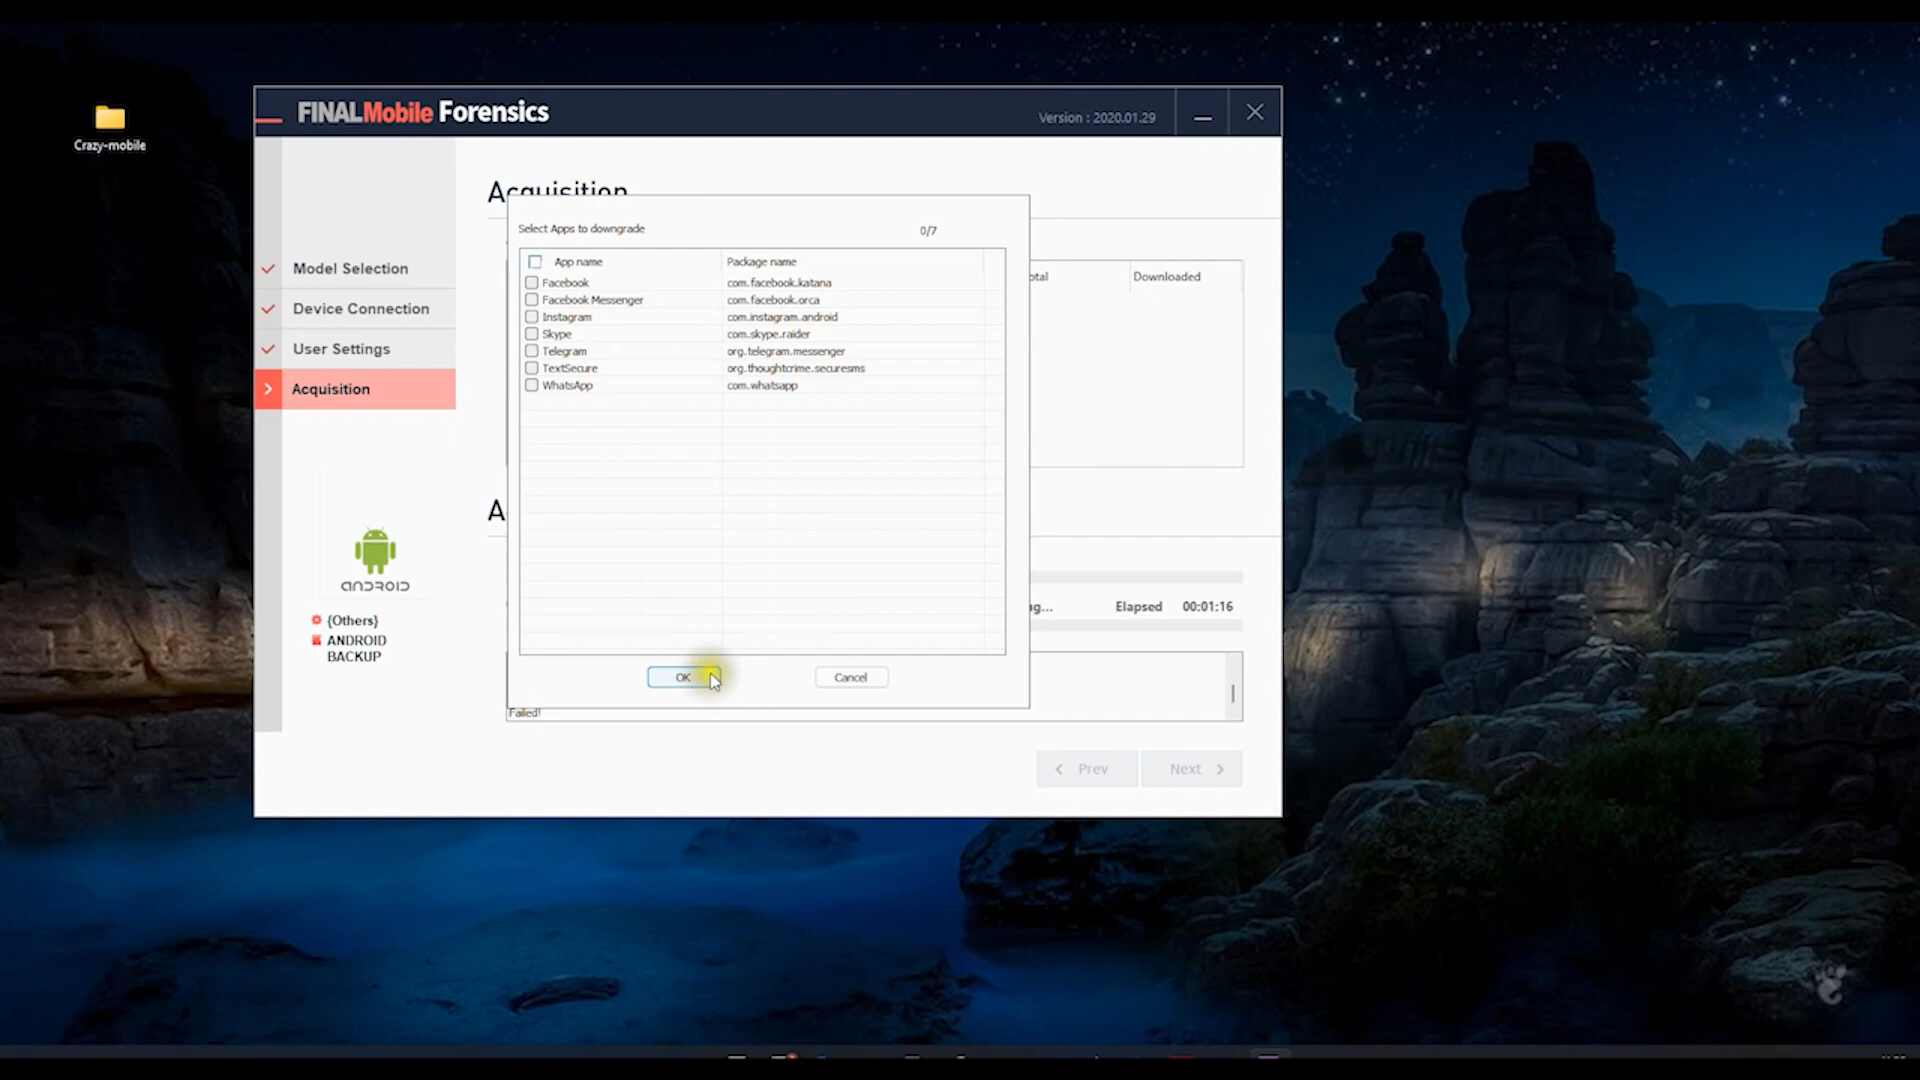 Crazy-mobile
FINALMobile Forensics
Version : 2020.01.29
Model Selection
Device Connection
User Settings
Acquisition
ANDROID
{Others}
ANDROID
BACKUP
Acquisition
Select Apps to downgrade
0/7
App name Package name
Facebook com.facebook.katana
Facebook Messenger com.facebook.orca
Instagram com.instagram.android
Skype com.skype.raider
Telegram org.telegram.messenger
TextSecure org.thoughtcrime.securesms
WhatsApp com.whatsapp
OK Cancel
otal Downloaded
A
ng... Elapsed 00:01:16
Failed!
Prev Next